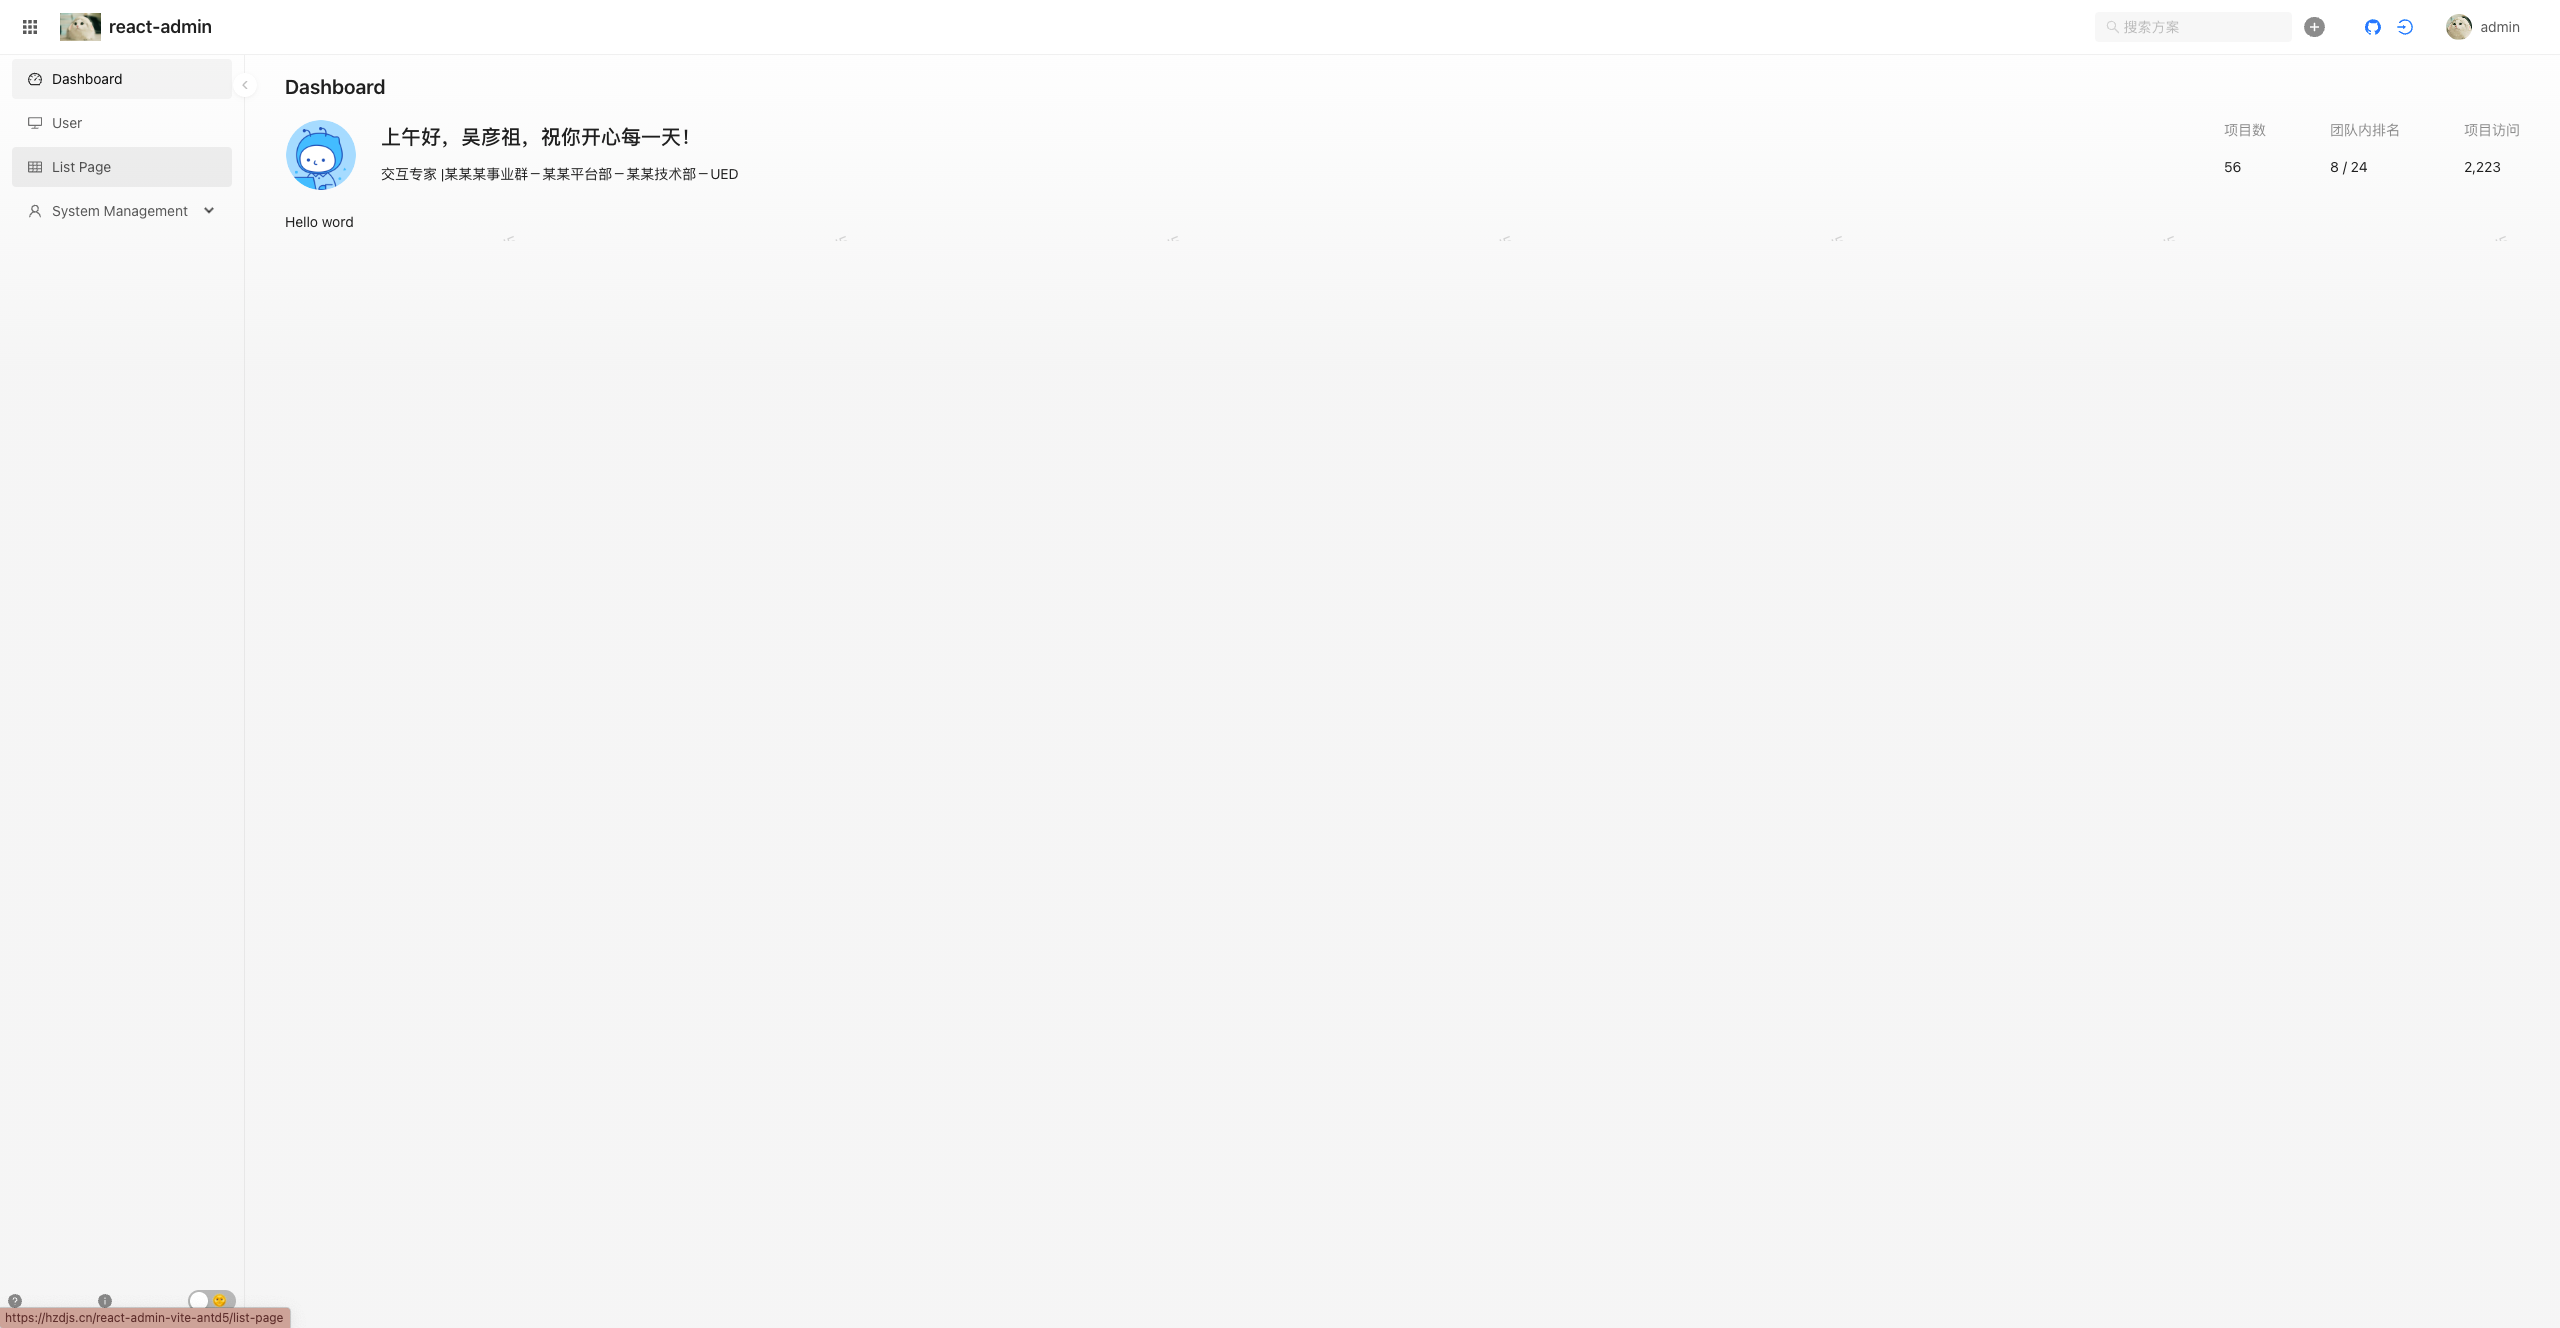 react-admin
搜索方案
admin
Dashboard
User
List Page
System Management
Dashboard
上午好，吴彦祖，祝你开心每一天！
交互专家 |某某某事业群－某某平台部－某某技术部－UED
项目数
56
团队内排名
8 / 24
项目访问
2,223
Hello word
https://hzdjs.cn/react-admin-vite-antd5/list-page